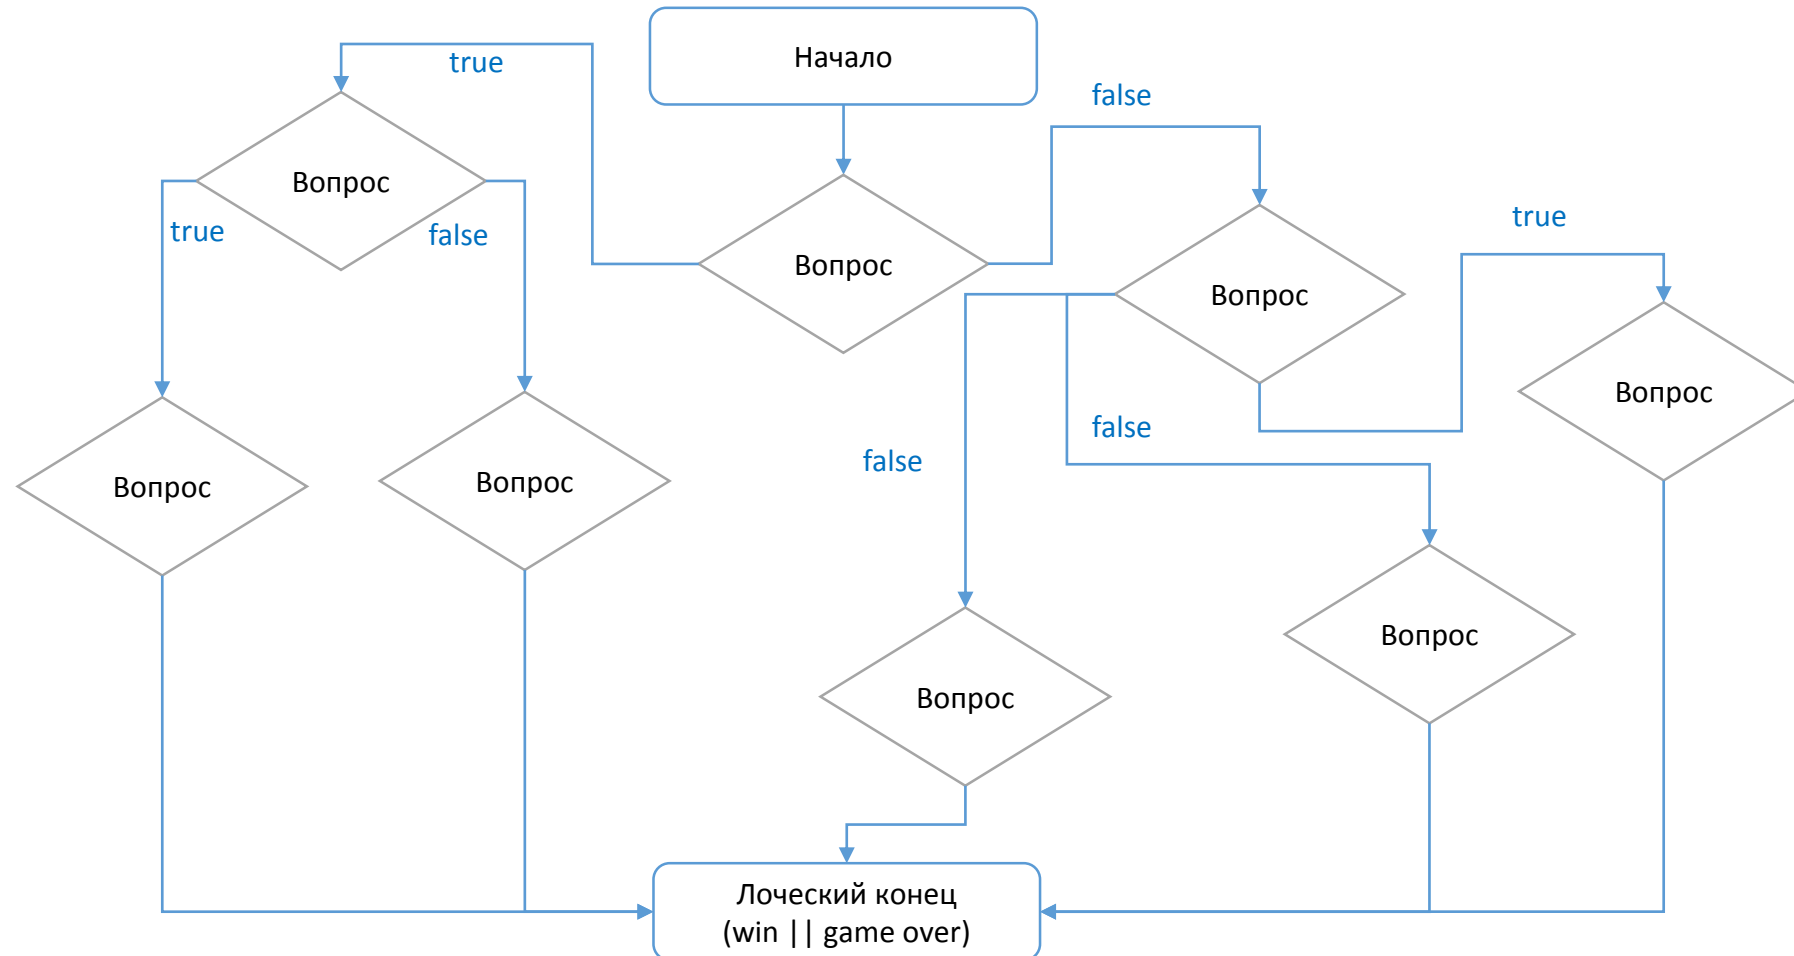 Начало
true
false
Вопрос
true
false
Вопрос
Вопрос
true
Вопрос
false
false
Вопрос
Вопрос
Вопрос
Вопрос
Лоческий конец
(win || game over)